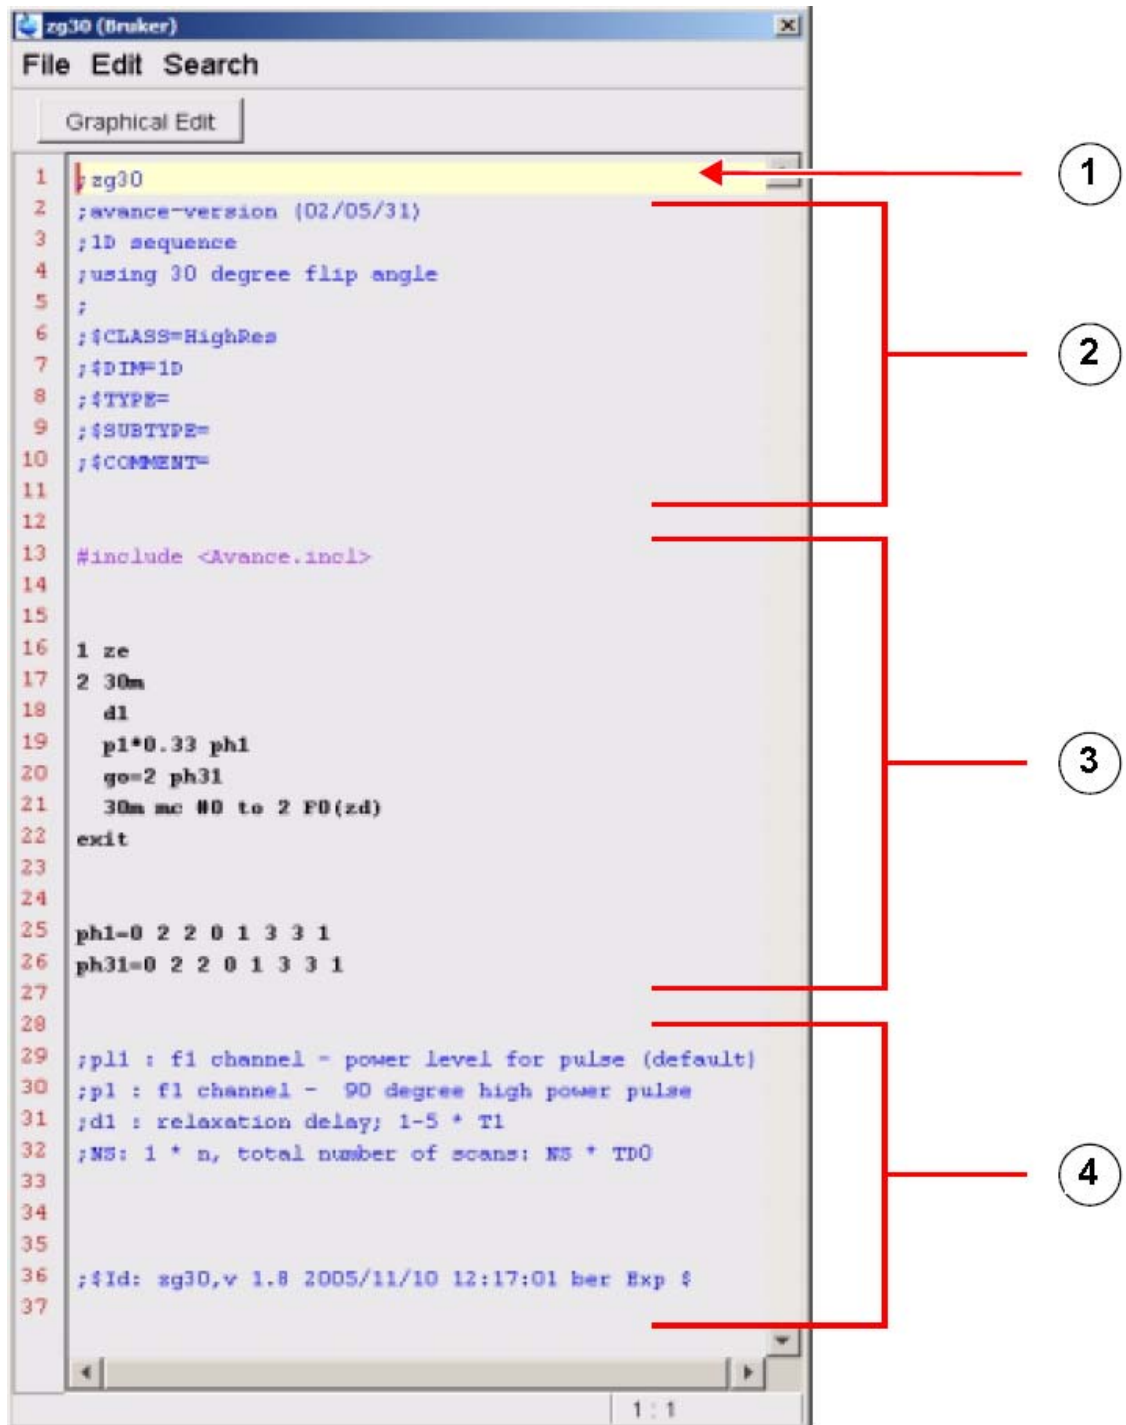 zg30 (Bruker)
File Edit Search
Graphical Edit
1 ;zg30
2 ;avance-version (02/05/31)
3 ;1D sequence
4 ;using 30 degree flip angle
5 ;
6 ;$CLASS=HighRes
7 ;$DIM=1D
8 ;$TYPE=
9 ;$SUBTYPE=
10 ;$COMMENT=
11
12
13 #include <Avance.incl>
14
15
16 1 ze
17 2 30m
18 d1
19 p1*0.33 ph1
20 go=2 ph31
21 30m mc #0 to 2 F0(zd)
22 exit
23
24
25 ph1=0 2 2 0 1 3 3 1
26 ph31=0 2 2 0 1 3 3 1
27
28
29 ;pl1 : f1 channel - power level for pulse (default)
30 ;p1 : f1 channel -  90 degree high power pulse
31 ;d1 : relaxation delay; 1-5 * T1
32 ;NS: 1 * n, total number of scans: NS * TD0
33
34
35
36 ;$Id: zg30,v 1.8 2005/11/10 12:17:01 ber Exp $
37
1 : 1
1
2
3
4